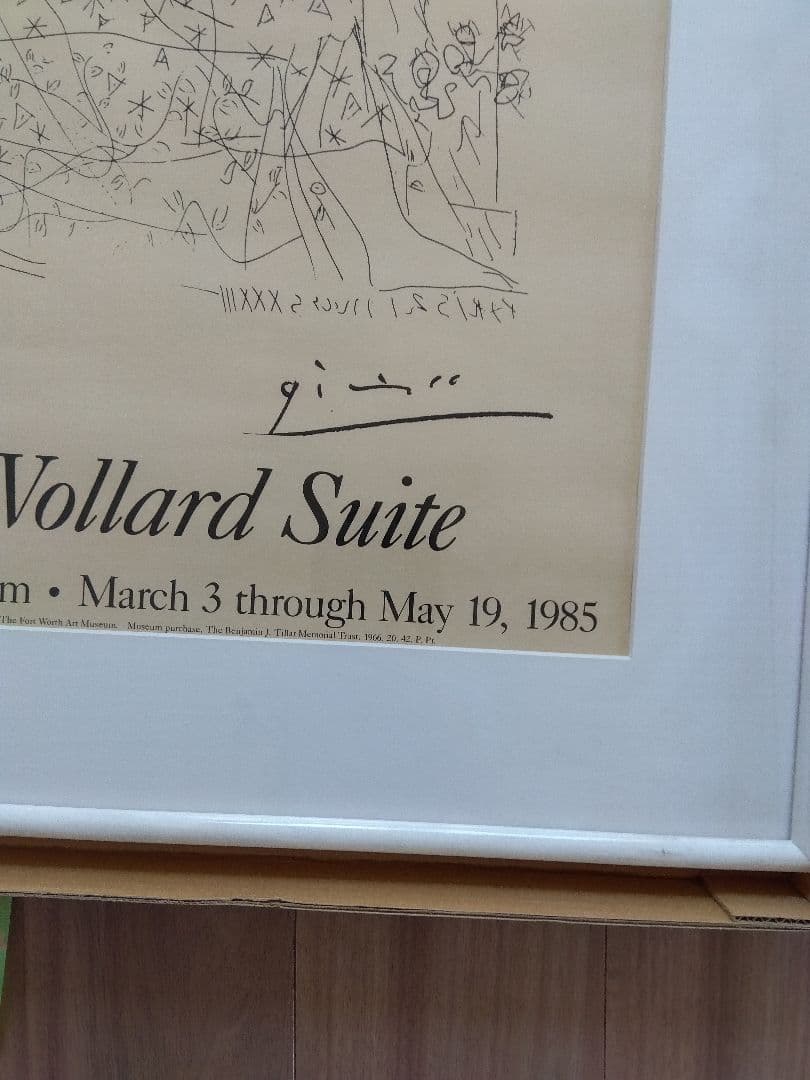 Vollard Suite
m • March 3 through May 19, 1985
The Fort Worth Art Museum. Museum purchase, The Benjamin J. Tillar Memorial Trust, 1966. 20. 42. P. Pt.